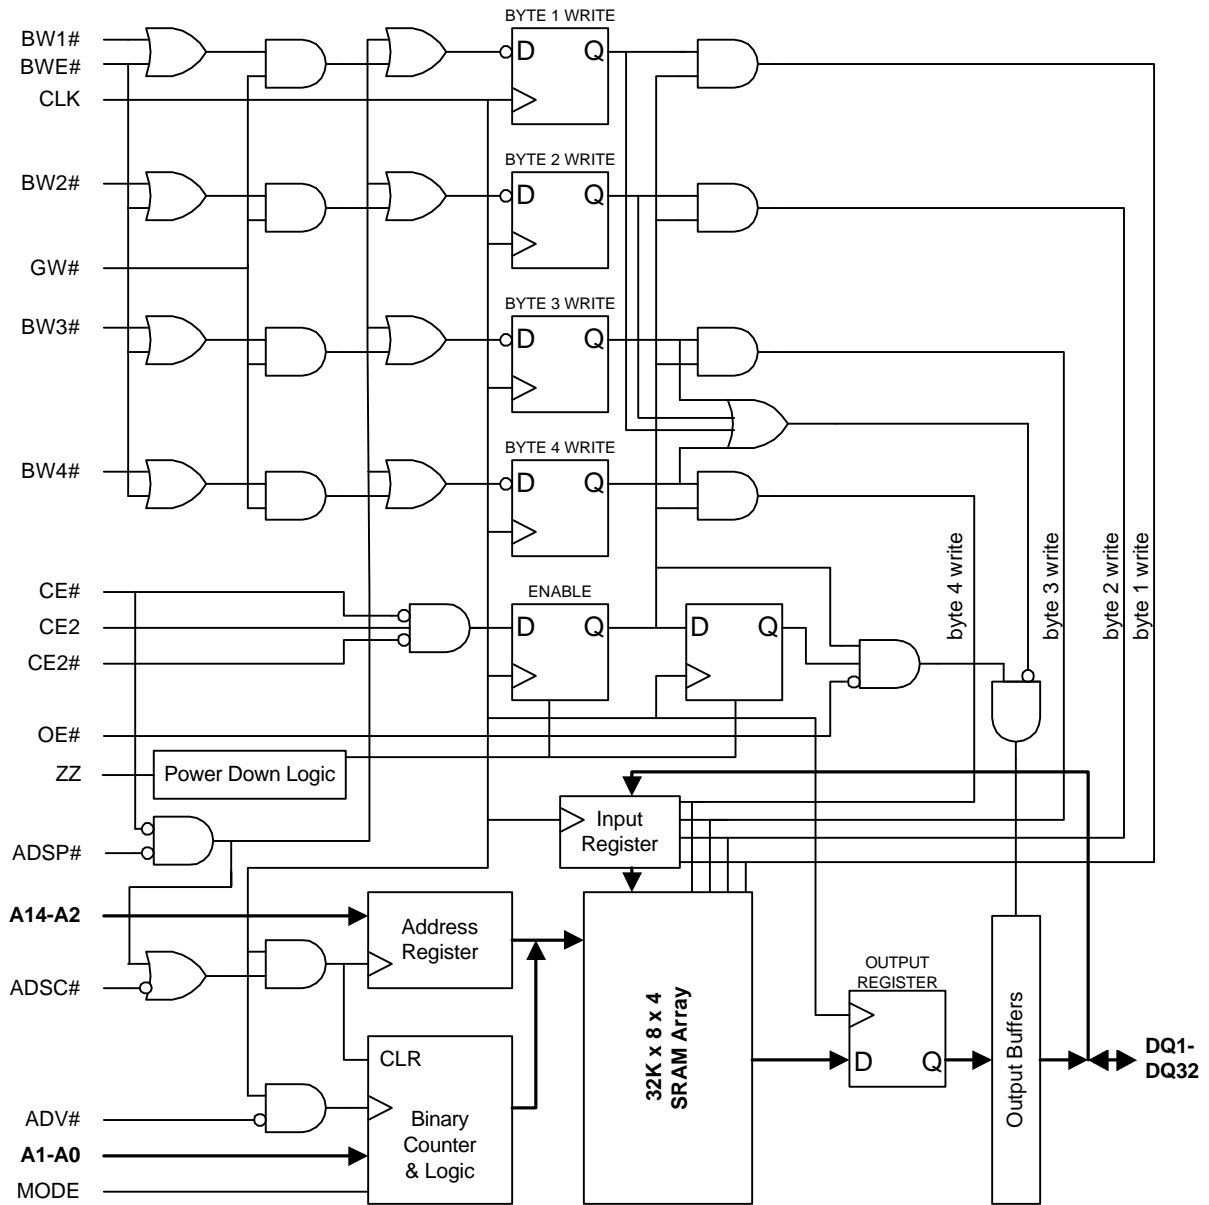 BYTE 1 WRITE
BW1#
BWE#
CLK
D Q
BYTE 2 WRITE
BW2#
D Q
GW#
BYTE 3 WRITE
BW3#
D Q
BYTE 4 WRITE
BW4#
D Q
byte 4 write
byte 3 write
byte 2 write
byte 1 write
CE#
CE2
CE2#
ENABLE
D Q
D Q
OE#
ZZ
Power Down Logic
Input
Register
ADSP#
A14-A2
Address
Register
ADSC#
OUTPUT
REGISTER
D Q
32K x 8 x 4
SRAM Array
Output Buffers
DQ1-
DQ32
CLR
ADV#
Binary
Counter
& Logic
A1-A0
MODE